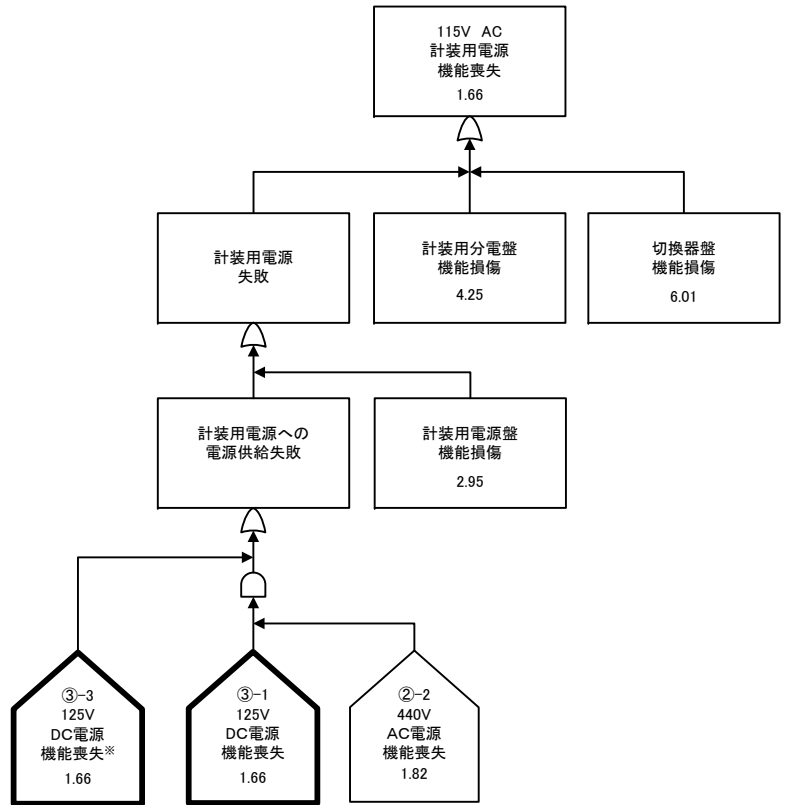 115V AC
計装用電源
機能喪失
1.66
計装用電源
失敗
計装用分電盤
機能損傷
4.25
切換器盤
機能損傷
6.01
計装用電源への
電源供給失敗
計装用電源盤
機能損傷
2.95
③-3
125V
DC電源
機能喪失※
1.66
③-1
125V
DC電源
機能喪失
1.66
②-2
440V
AC電源
機能喪失
1.82